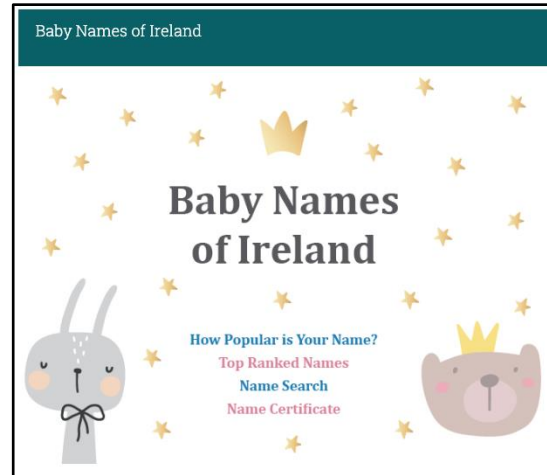 Baby Names of Ireland
Baby Names
of Ireland
How Popular is Your Name?
Top Ranked Names
Name Search
Name Certificate